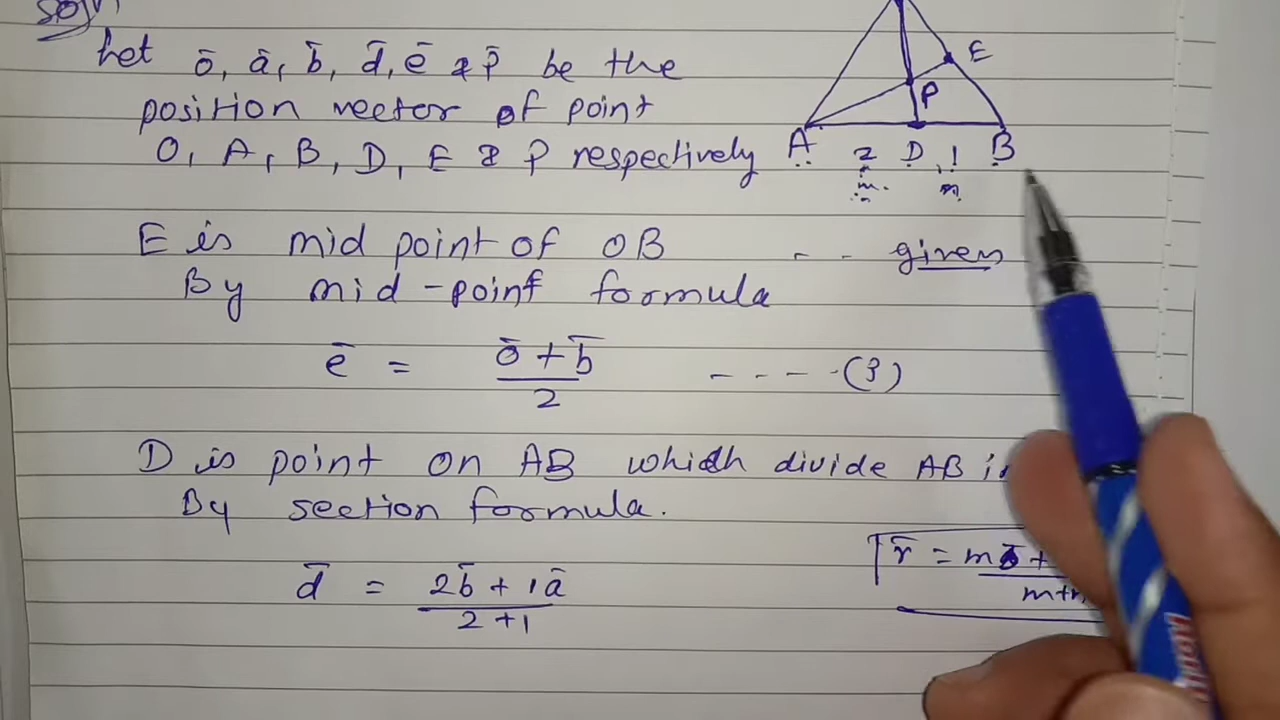 Soln
Let ō, ā, b̄, d̄, ē & p̄ be the
position vector of point
O, A, B, D, E & P respectively
E
P
A 2 D 1 B
m n
E is mid point of OB - - given
By mid-point formula
ē = ō + b̄ / 2 - - - - (3)
D is point on AB which divide AB
By section formula.
d̄ = 2b̄ + 1ā / 2 + 1
r̄ = m